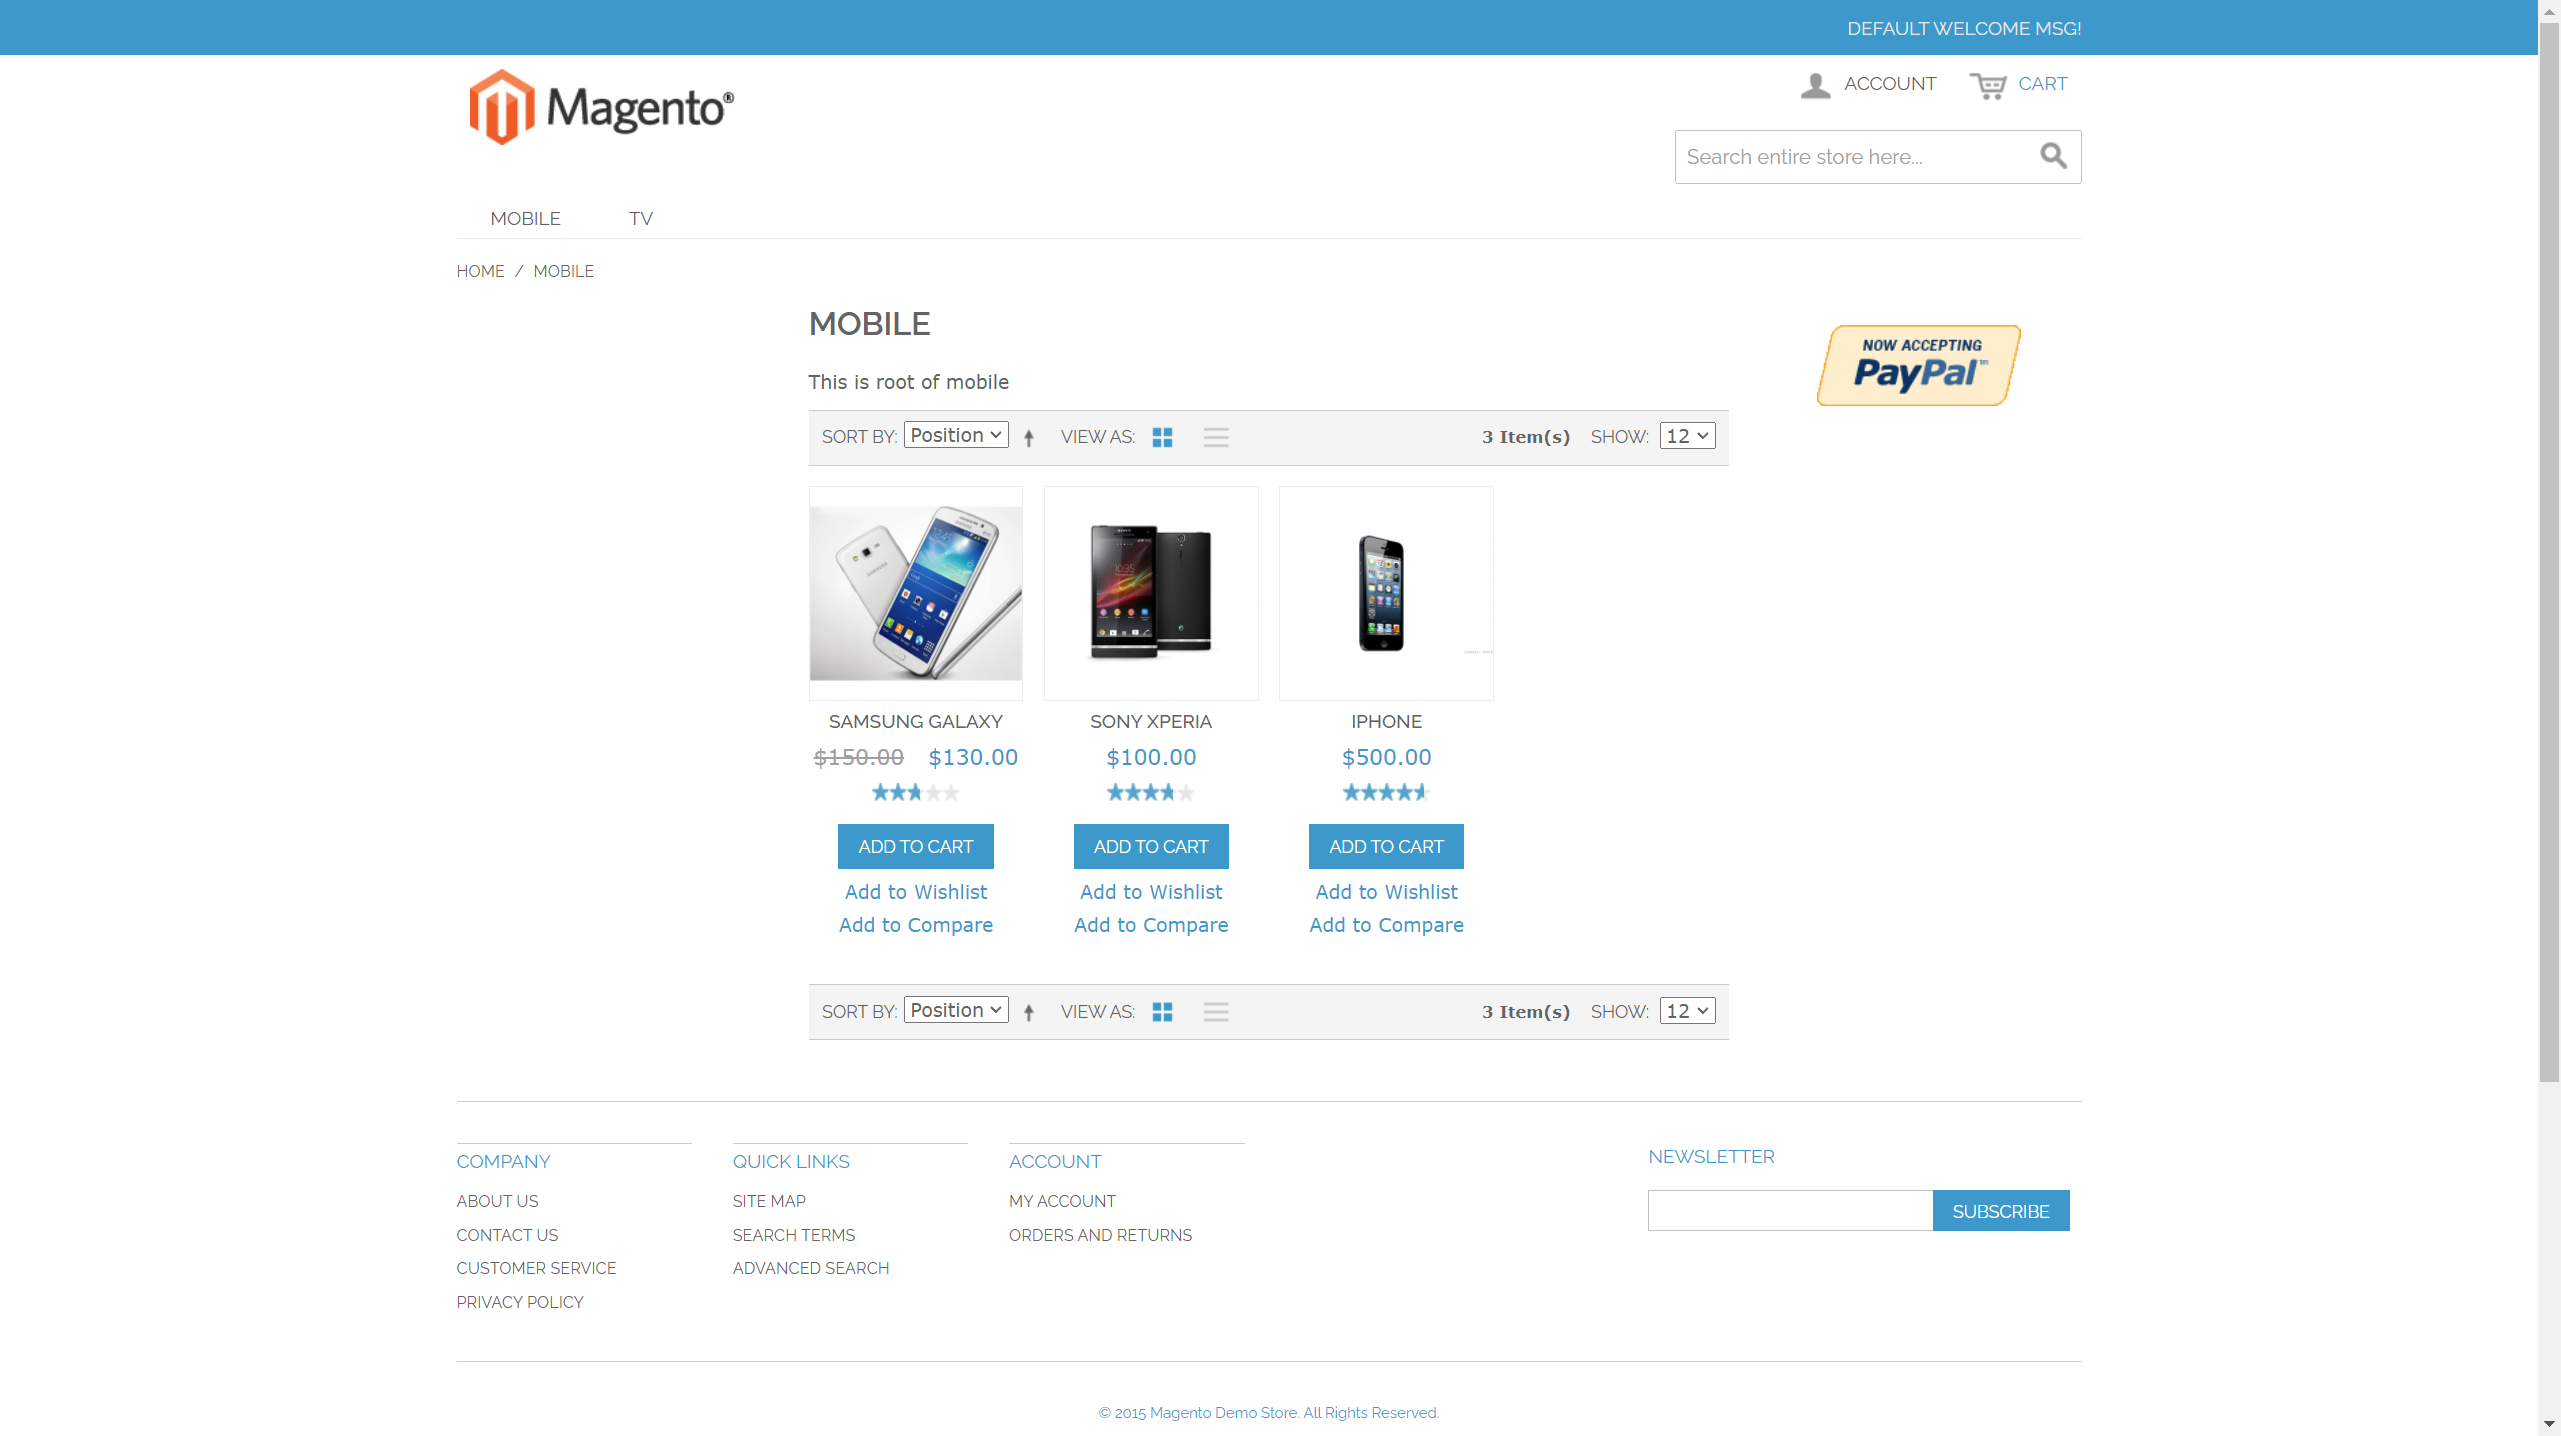 DEFAULT WELCOME MSG!
Magento®
ACCOUNT CART
Search entire store here...
MOBILE TV
HOME / MOBILE
MOBILE
NOW ACCEPTING
PayPal™
This is root of mobile
SORT BY: Position VIEW AS: 3 Item(s) SHOW: 12
SAMSUNG GALAXY SONY XPERIA IPHONE
$150.00 $130.00 $100.00 $500.00
ADD TO CART ADD TO CART ADD TO CART
Add to Wishlist Add to Wishlist Add to Wishlist
Add to Compare Add to Compare Add to Compare
SORT BY: Position VIEW AS: 3 Item(s) SHOW: 12
COMPANY
ABOUT US
CONTACT US
CUSTOMER SERVICE
PRIVACY POLICY
QUICK LINKS
SITE MAP
SEARCH TERMS
ADVANCED SEARCH
ACCOUNT
MY ACCOUNT
ORDERS AND RETURNS
NEWSLETTER
SUBSCRIBE
© 2015 Magento Demo Store. All Rights Reserved.